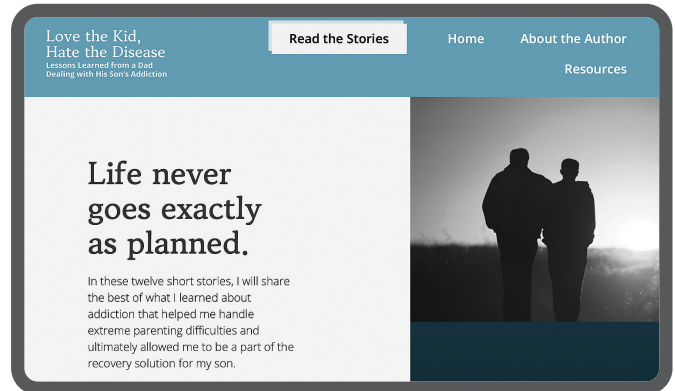 Love the Kid,
Hate the Disease
Lessons Learned from a Dad
Dealing with His Son's Addiction
Read the Stories
Home
About the Author
Resources
Life never
goes exactly
as planned.
In these twelve short stories, I will share
the best of what I learned about
addiction that helped me handle
extreme parenting difficulties and
ultimately allowed me to be a part of the
recovery solution for my son.